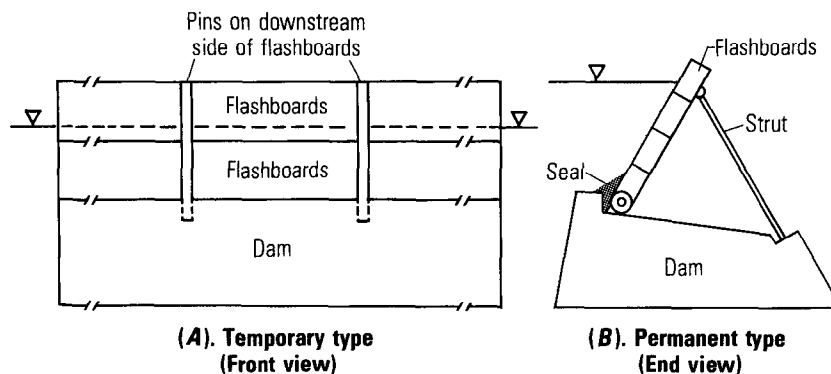 Pins on downstream
side of flashboards
Flashboards
Flashboards
Dam
(A). Temporary type
(Front view)
Flashboards
Strut
Seal
Dam
(B). Permanent type
(End view)